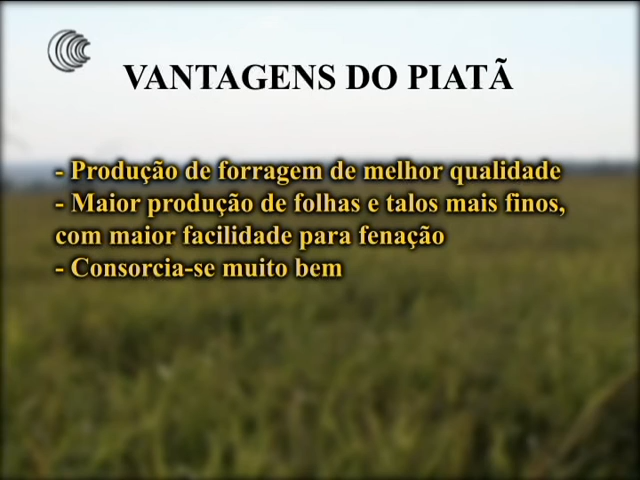 VANTAGENS DO PIATÃ
- Produção de forragem de melhor qualidade
- Maior produção de folhas e talos mais finos,
com maior facilidade para fenação
- Consorcia-se muito bem